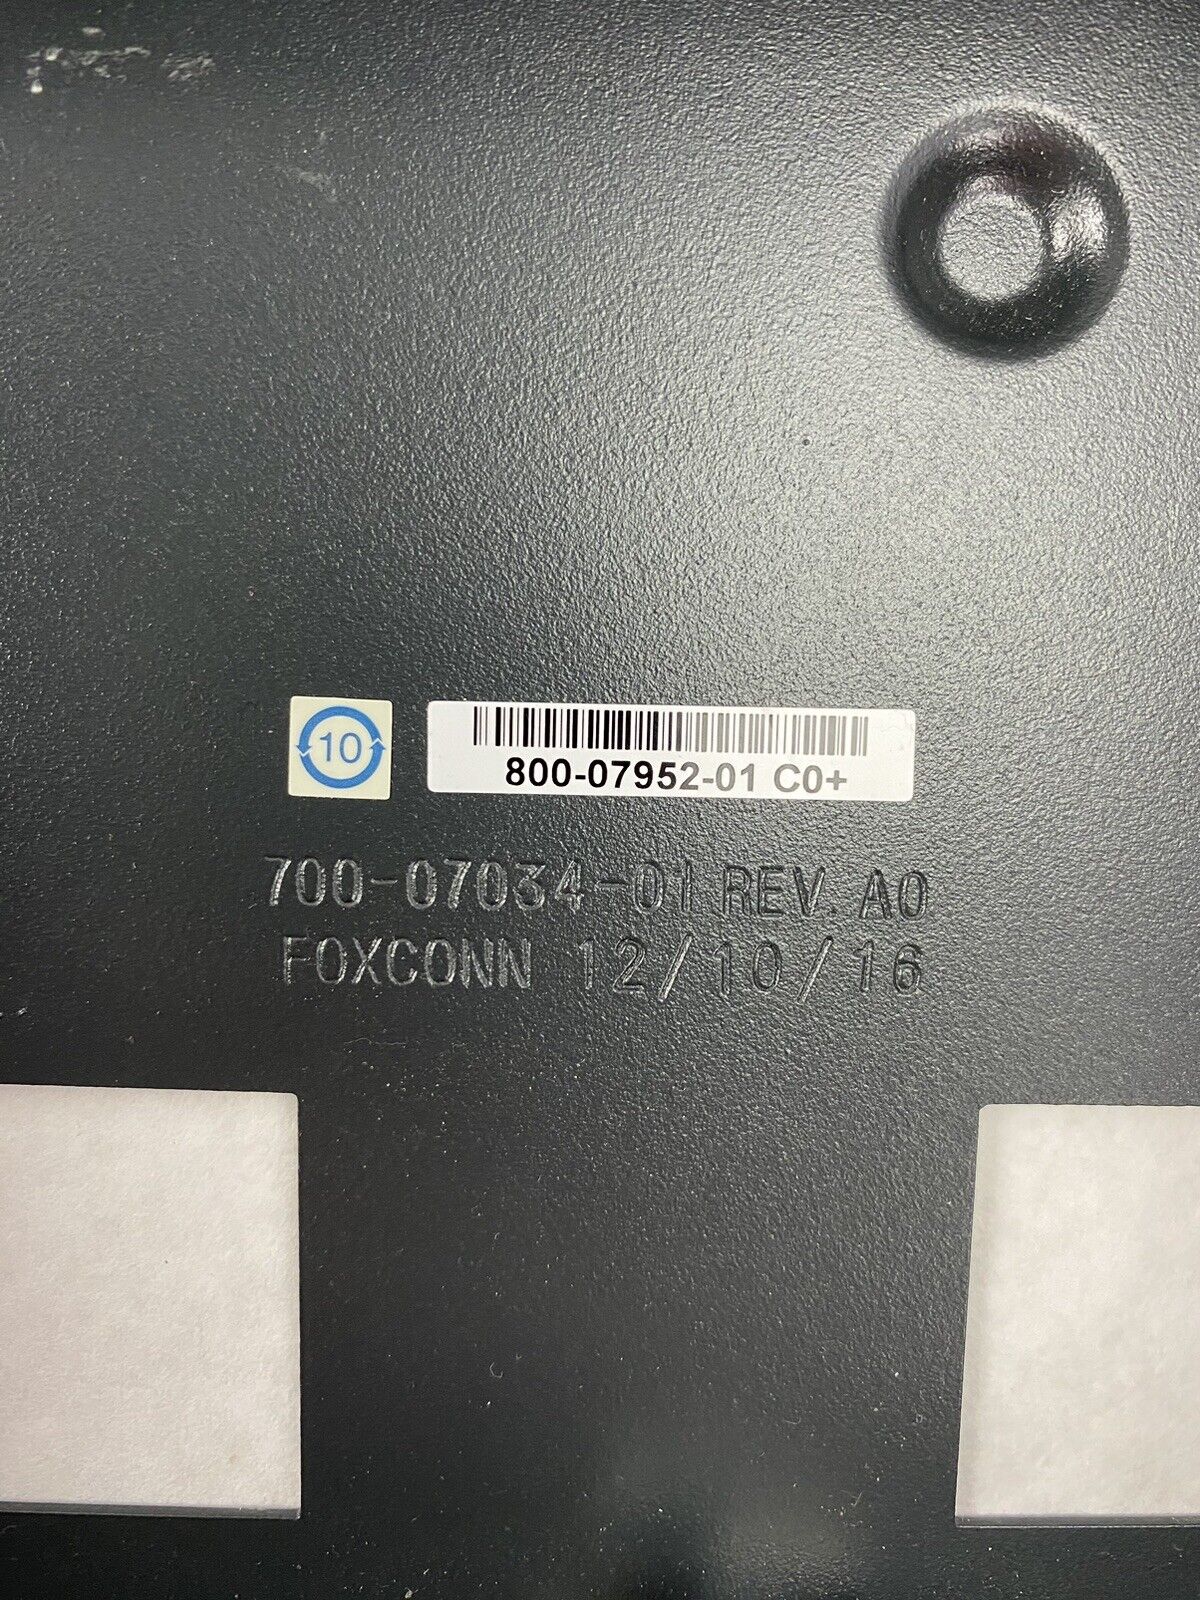 10
800-07952-01 C0+
700-07034-01 REV. A0
FOXCONN 12/10/16